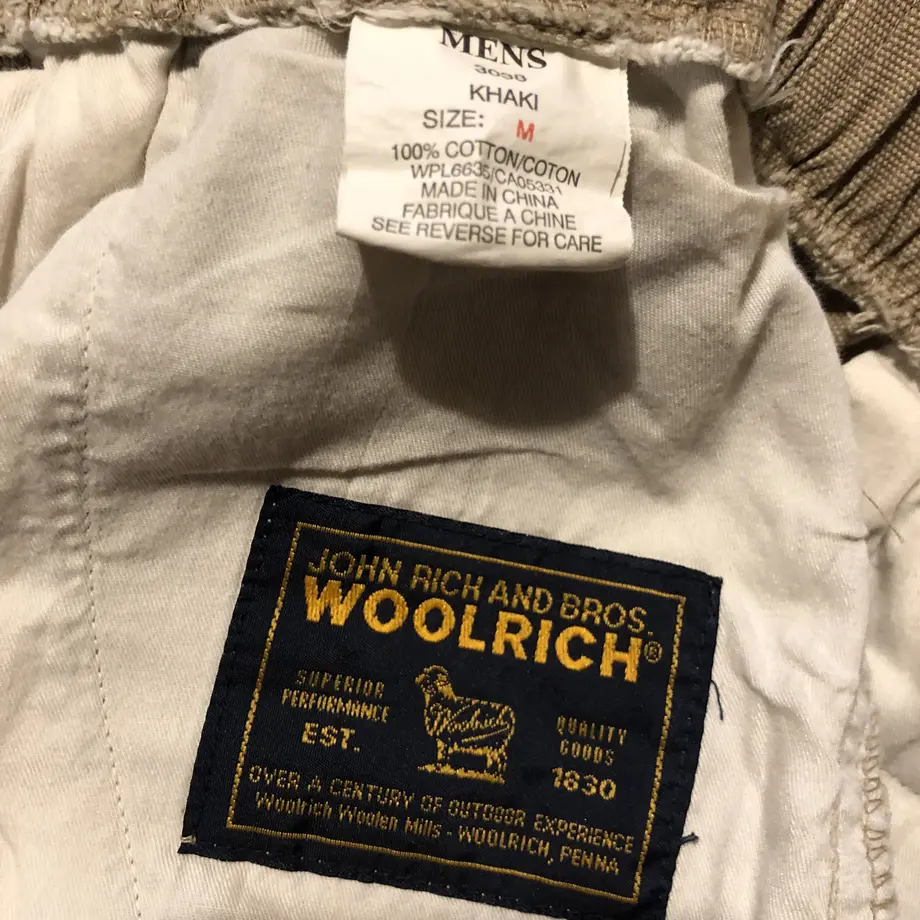 MENS
3036
KHAKI
SIZE: M
100% COTTON/COTON
WPL6635/CA05331
MADE IN CHINA
FABRIQUE A CHINE
SEE REVERSE FOR CARE
JOHN RICH AND BROS.
WOOLRICH®
SUPERIOR
PERFORMANCE
EST.
Woolrich
QUALITY
GOODS
1830
OVER A CENTURY OF OUTDOOR EXPERIENCE
Woolrich Woolen Mills - WOOLRICH, PENNA